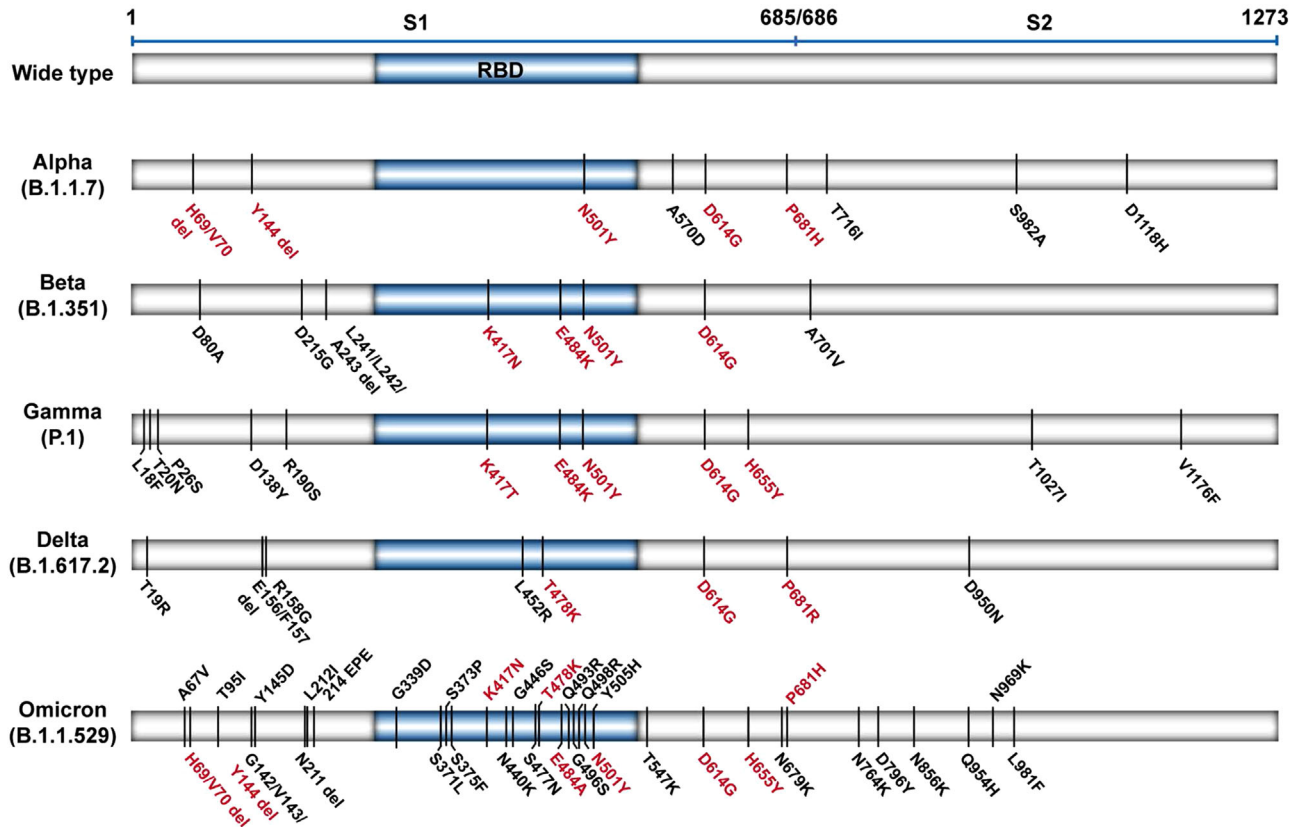 1 S1 685/686 S2 1273
Wide type
RBD
Alpha
(B.1.1.7)
H69/V70
del
Y144 del
N501Y
A570D
D614G
P681H
T716I
S982A
D1118H
Beta
(B.1.351)
D80A
D215G
L241/L242/
A243 del
K417N
E484K
N501Y
D614G
A701V
Gamma
(P.1)
L18F
T20N
P26S
D138Y
R190S
K417T
E484K
N501Y
D614G
H655Y
T1027I
V1176F
Delta
(B.1.617.2)
T19R
E156/F157
del
R158G
L452R
T478K
D614G
P681R
D950N
Omicron
(B.1.1.529)
A67V
T95I
Y145D
L212I
214 EPE
G339D
S373P
K417N
G446S
T478K
Q493R
Q498R
Y505H
P681H
N969K
H69/V70 del
G142/V143/
Y144 del
N211 del
S371L
S375F
N440K
S477N
E484A
G496S
N501Y
T547K
D614G
H655Y
N679K
N764K
D796Y
N856K
Q954H
L981F